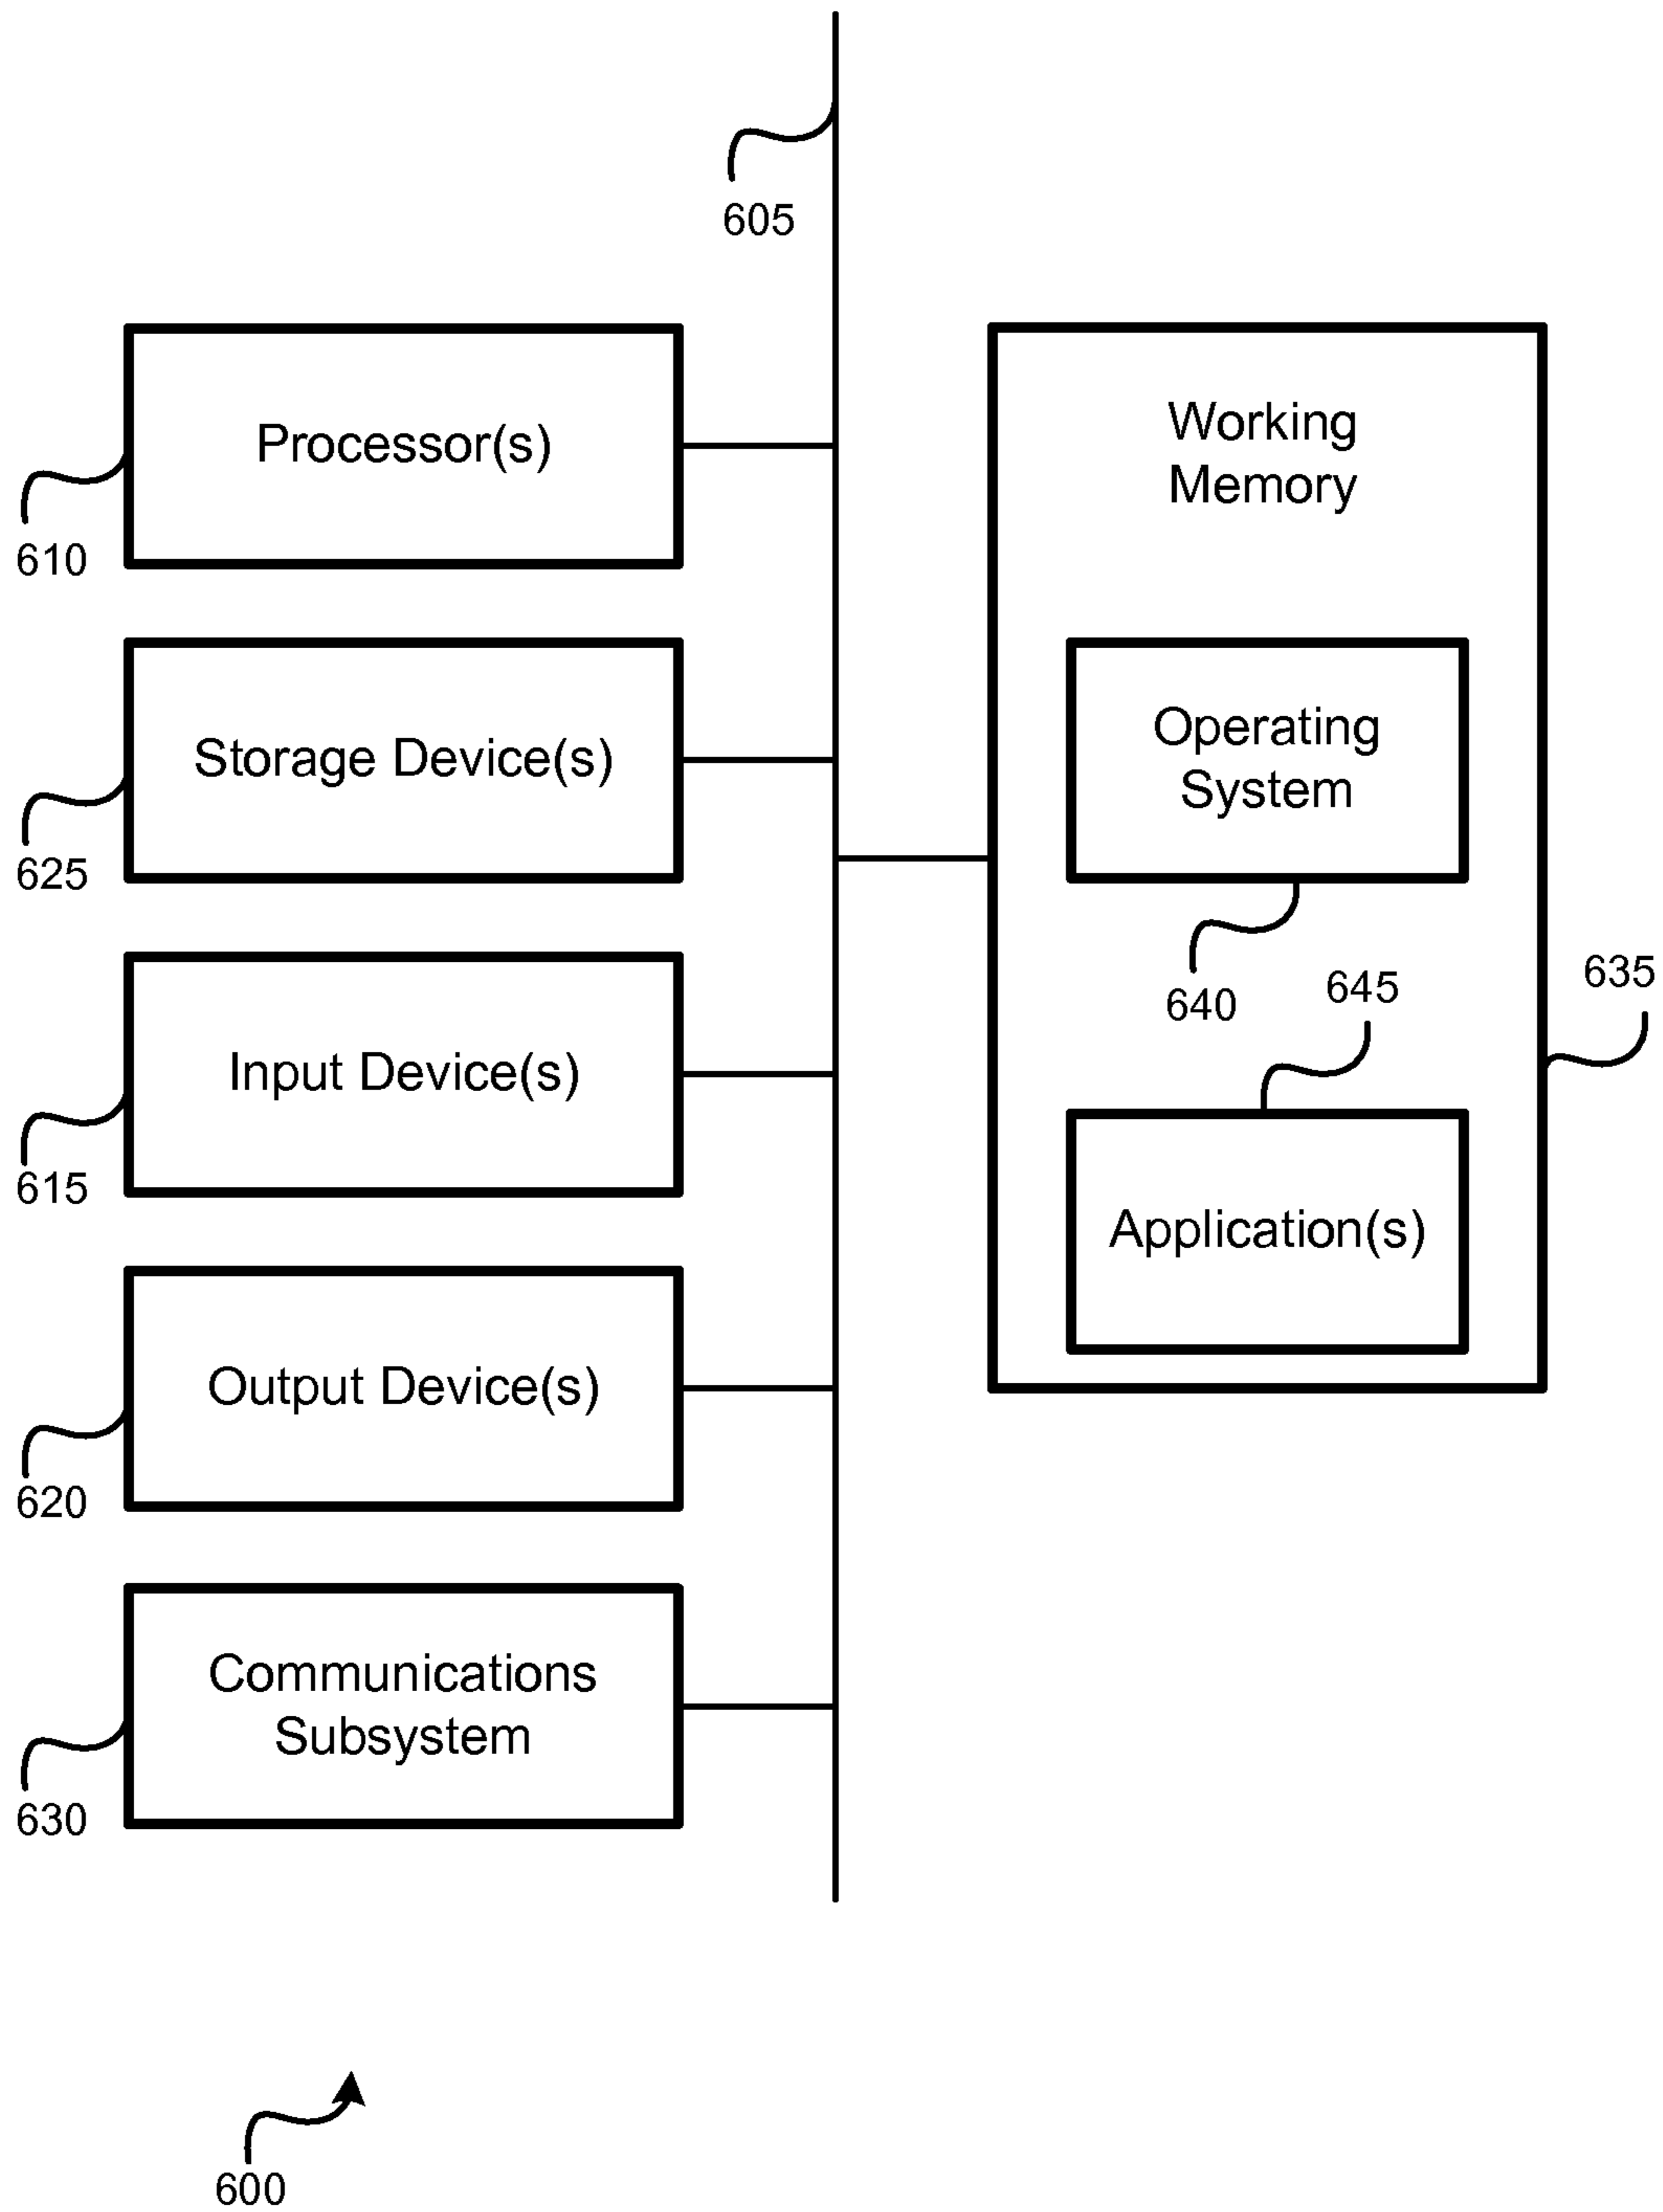 605
Processor(s)
610
Storage Device(s)
625
Input Device(s)
615
Output Device(s)
620
Communications
Subsystem
630
Working
Memory
Operating
System
640
645
635
Application(s)
600